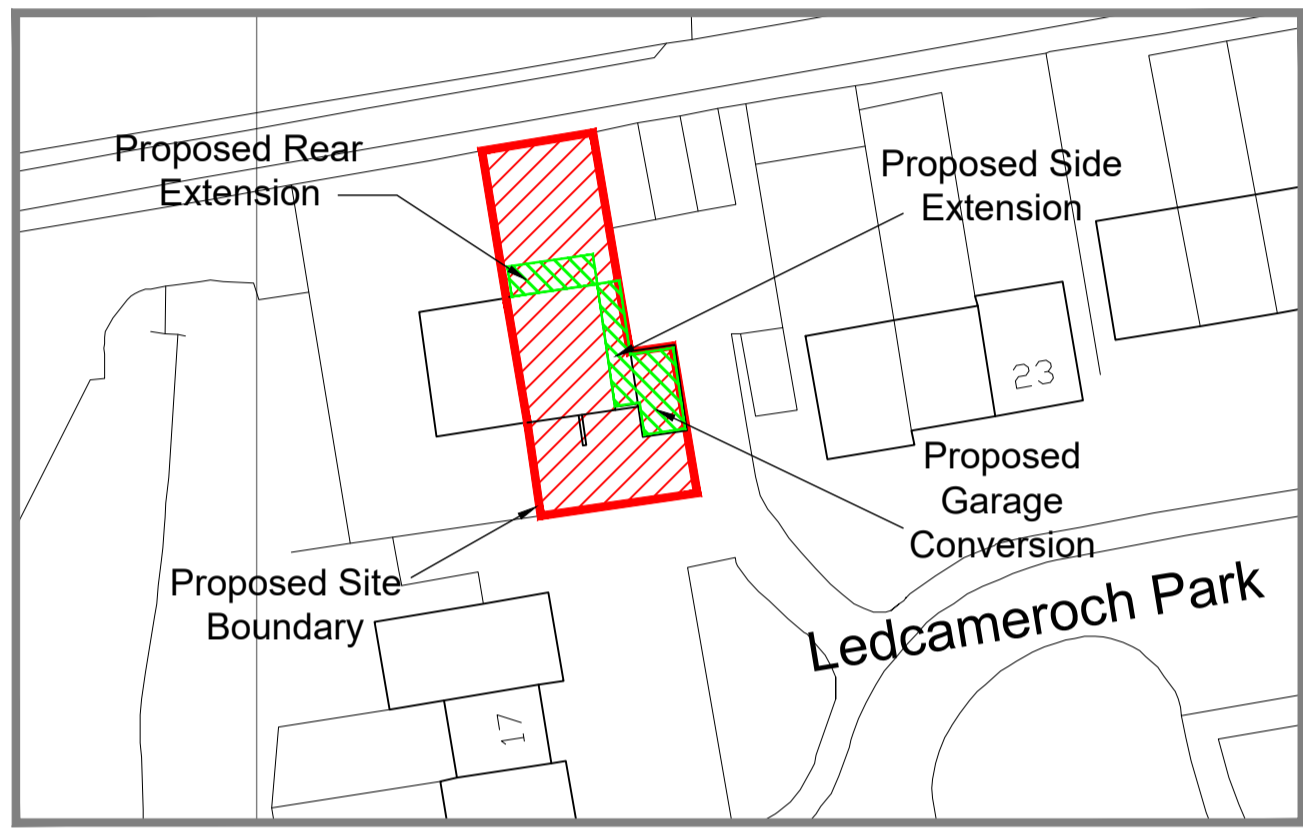 Proposed Rear
Extension
Proposed Side
Extension
23
Proposed
Garage
Conversion
Proposed Site
Boundary
Ledcameroch Park
17